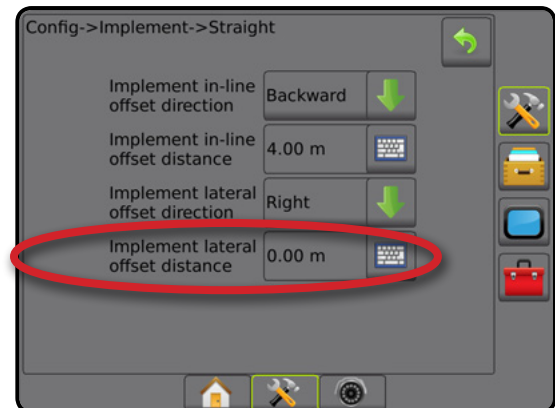 Config->Implement->Straight
Implement in-line
offset direction
Backward
Implement in-line
offset distance
4.00 m
Implement lateral
offset direction
Right
Implement lateral
offset distance
0.00 m